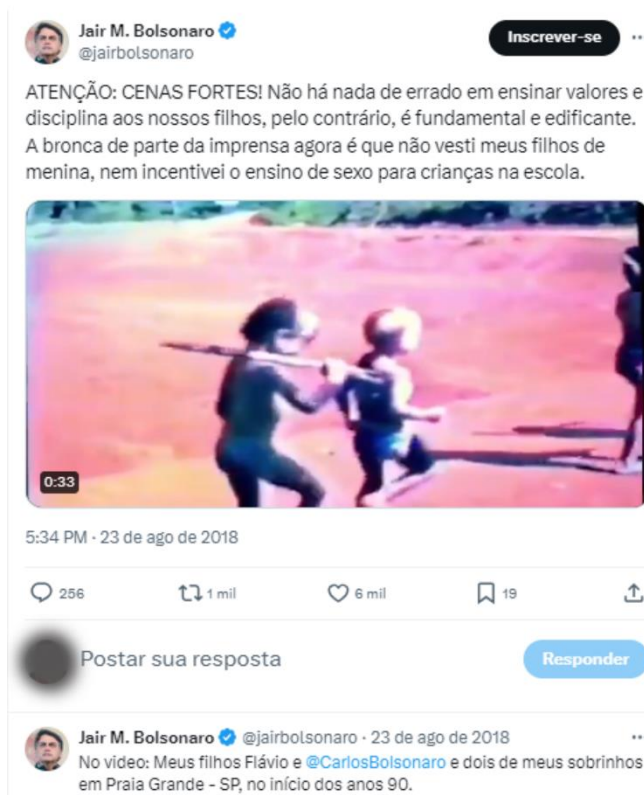 Jair M. Bolsonaro
Inscrever-se
@jairbolsonaro
ATENÇÃO: CENAS FORTES! Não há nada de errado em ensinar valores e
disciplina aos nossos filhos, pelo contrário, é fundamental e edificante.
A bronca de parte da imprensa agora é que não vesti meus filhos de
menina, nem incentivei o ensino de sexo para crianças na escola.
0:33
5:34 PM · 23 de ago de 2018
256 1 mil 6 mil 19
Postar sua resposta
Responder
Jair M. Bolsonaro @jairbolsonaro · 23 de ago de 2018
No video: Meus filhos Flávio e @CarlosBolsonaro e dois de meus sobrinhos
em Praia Grande - SP, no início dos anos 90.